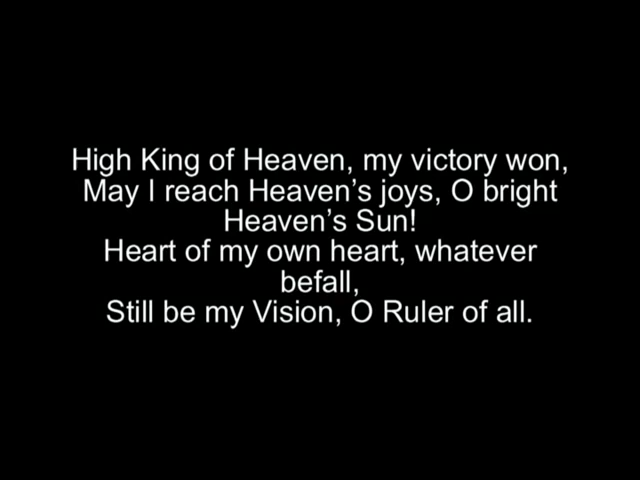 High King of Heaven, my victory won,
May I reach Heaven’s joys, O bright
Heaven’s Sun!
Heart of my own heart, whatever
befall,
Still be my Vision, O Ruler of all.